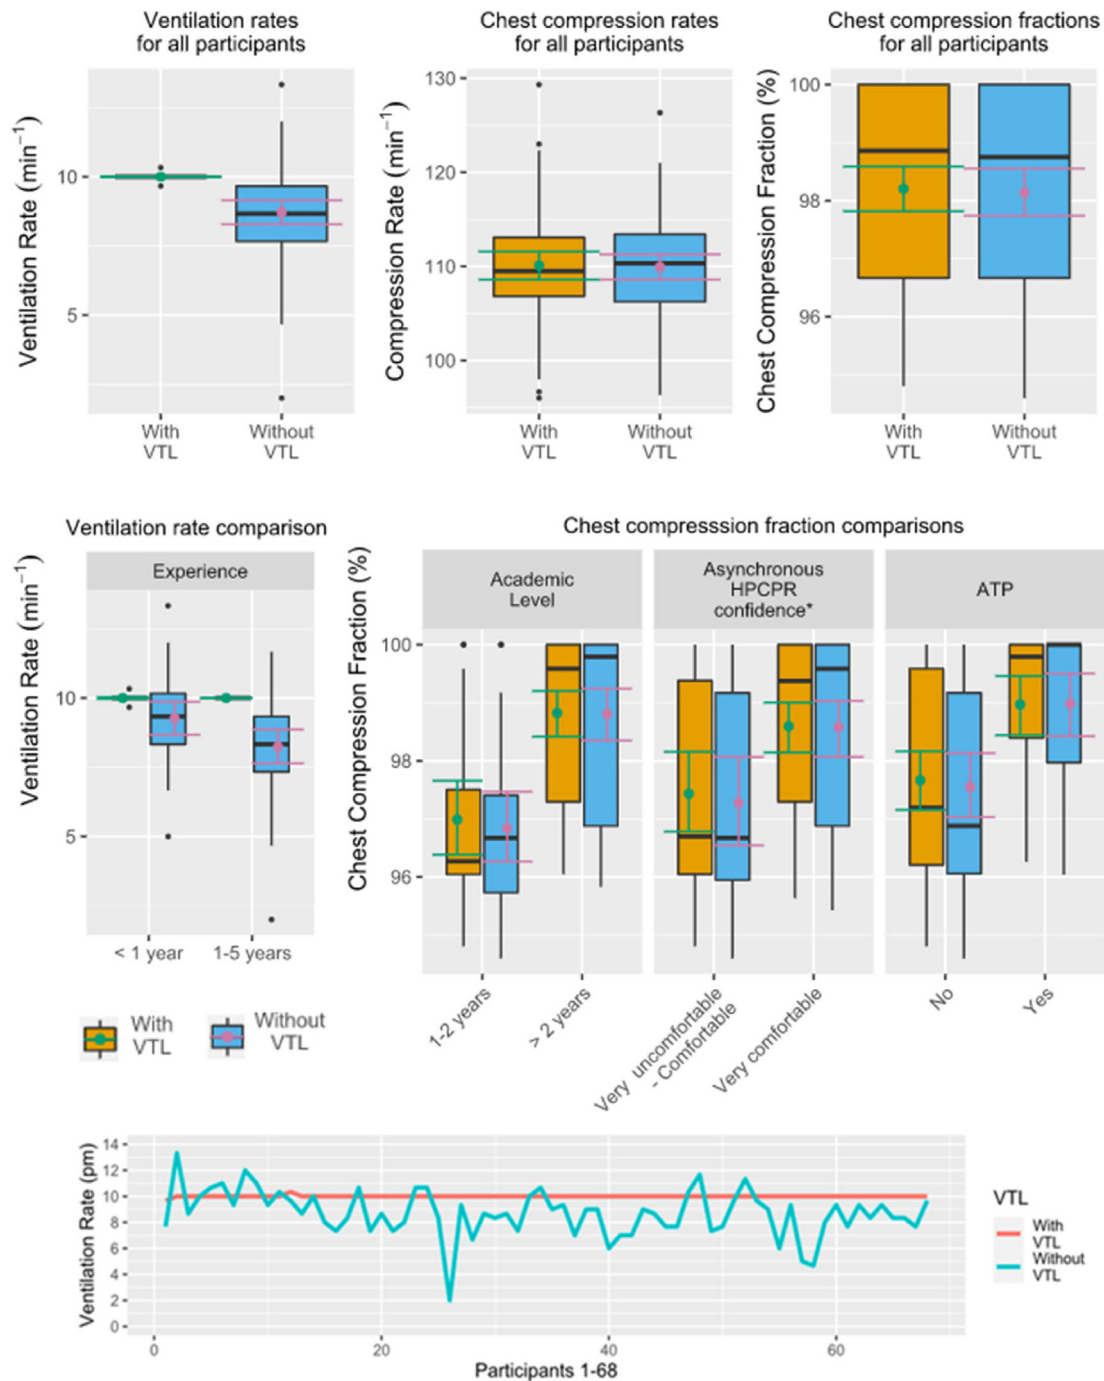 Ventilation rates
for all participants
Ventilation Rate (min⁻¹)
10
5
With
VTL
Without
VTL
Chest compression rates
for all participants
Compression Rate (min⁻¹)
130
120
110
100
With
VTL
Without
VTL
Chest compression fractions
for all participants
Chest Compression Fraction (%)
100
98
96
With
VTL
Without
VTL
Ventilation rate comparison
Experience
Ventilation Rate (min⁻¹)
10
5
< 1 year
1-5 years
With
VTL
Without
VTL
Chest compresssion fraction comparisons
Academic
Level
Asynchronous
HPCPR
confidence*
ATP
Chest Compression Fraction (%)
100
98
96
1-2 years
> 2 years
Very uncomfortable
- Comfortable
Very comfortable
No
Yes
Ventilation Rate (pm)
14
12
10
8
6
4
2
0
0
20
40
60
Participants 1-68
VTL
With
VTL
Without
VTL